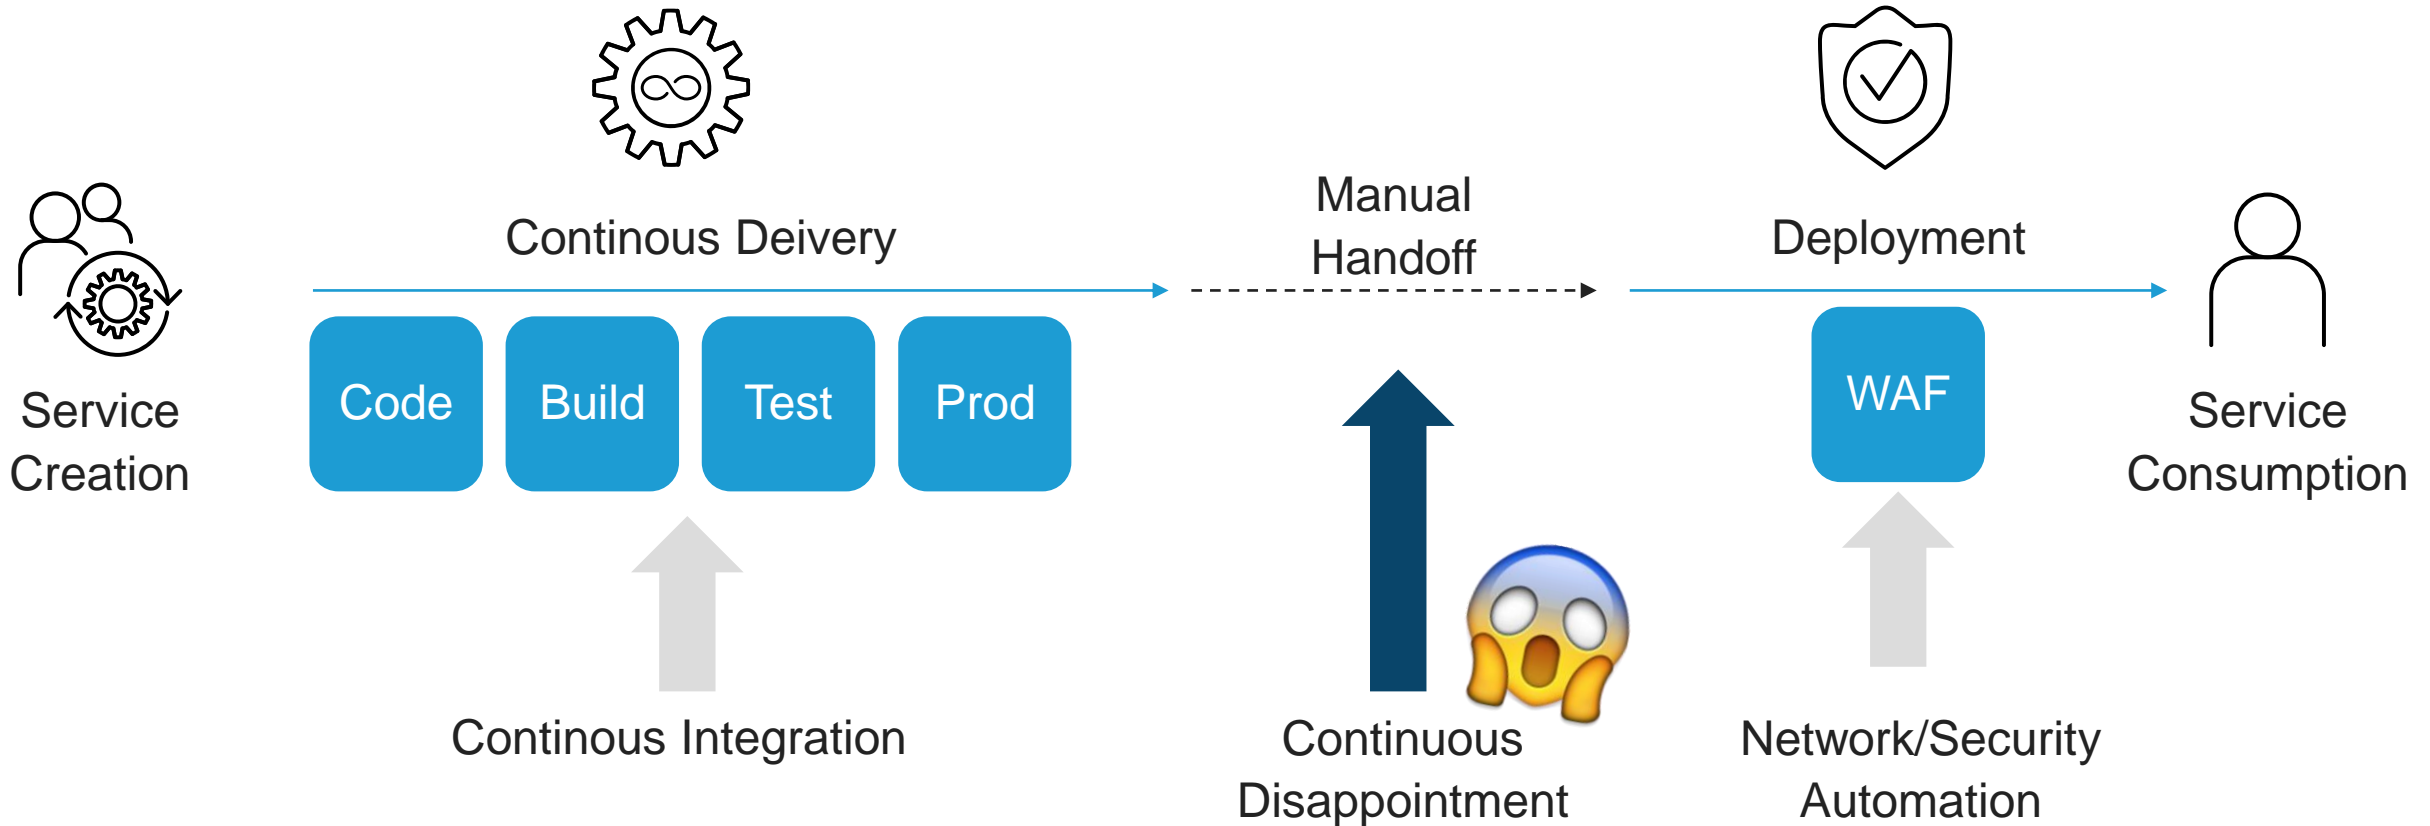 Service
Creation
Continous Deivery
Code
Build
Test
Prod
Continous Integration
Manual
Handoff
Continuous
Disappointment
Deployment
WAF
Network/Security
Automation
Service
Consumption